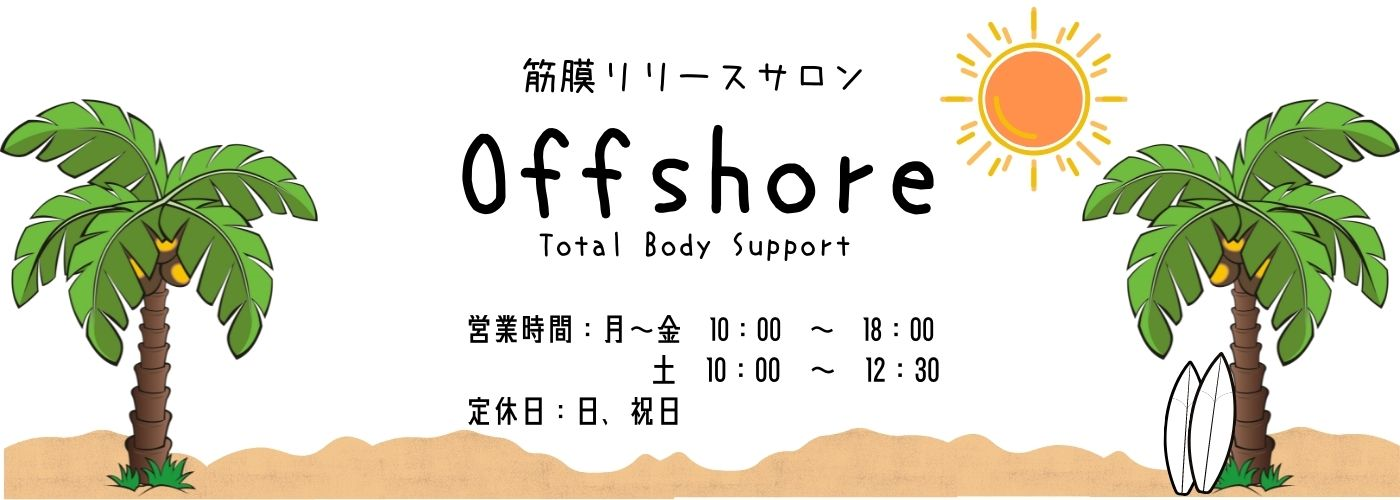 筋膜リリースサロン
Offshore
Total Body Support
営業時間：月～金　10：00　～　18：00
土　10：00　～　12：30
定休日：日、祝日